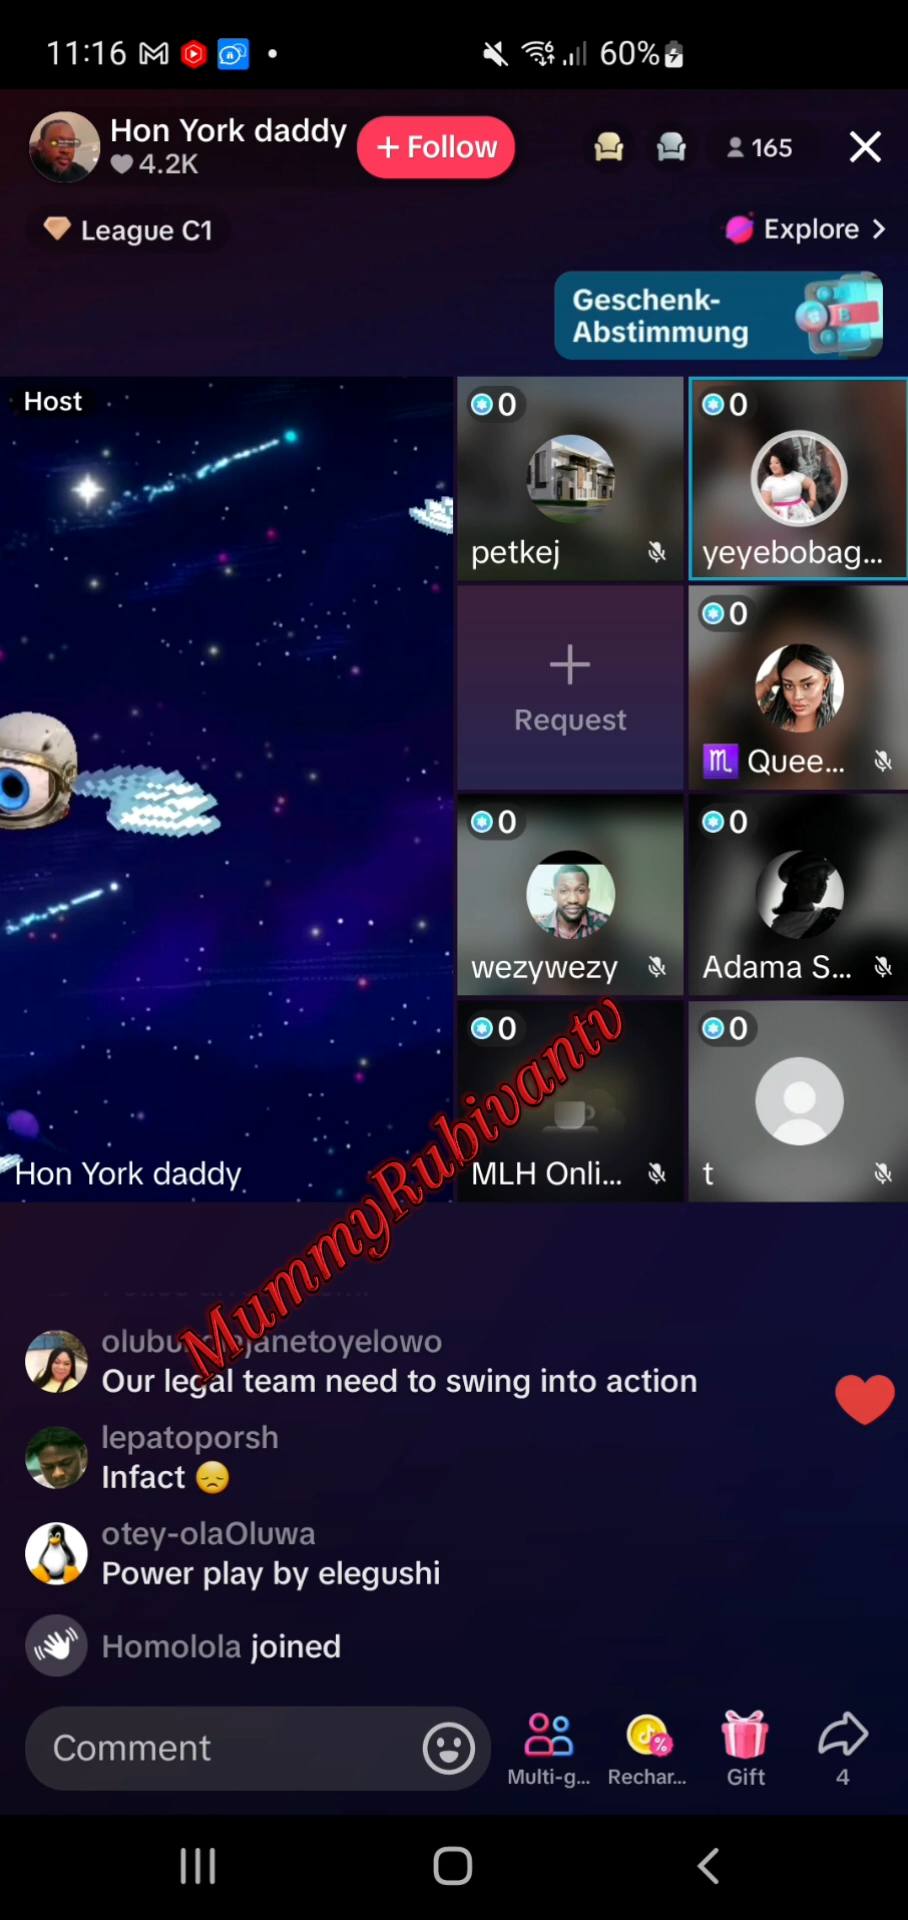 11:16
60%
Hon York daddy
4.2K
+ Follow
165
League C1
Explore
Geschenk-
Abstimmung
Host
0
0
petkej
yeyebobag...
Request
0
Quee...
0
0
wezywezy
Adama S...
0
0
Hon York daddy
MLH Onli...
t
MummyRubivantv
Our legal team need to swing into action
lepatoporsh
Infact 😞
otey-olaOluwa
Power play by elegushi
Homolola joined
Comment
Multi-g...
Rechar...
Gift
4